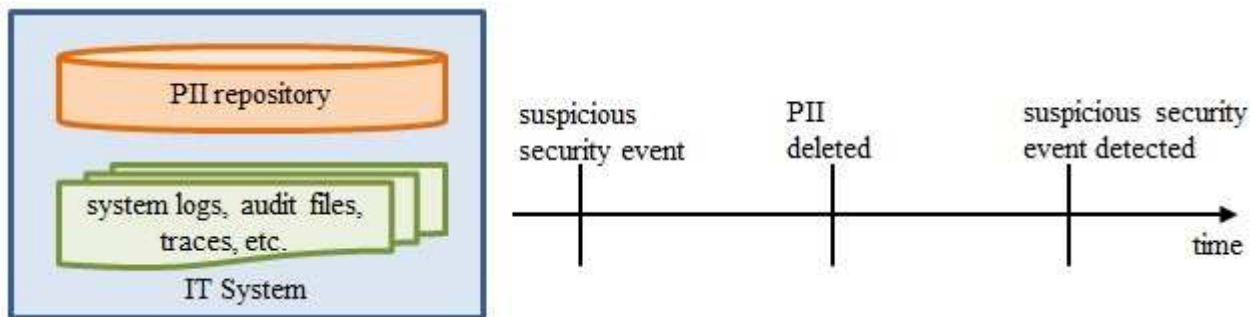 PII repository
system logs, audit files,
traces, etc.
IT System
suspicious
security event
PII
deleted
suspicious security
event detected
time